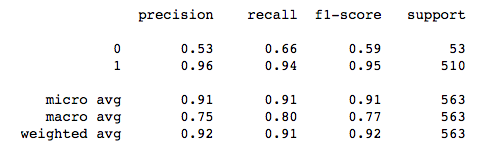 precision recall f1-score support
0 0.53 0.66 0.59 53
1 0.96 0.94 0.95 510
micro avg 0.91 0.91 0.91 563
macro avg 0.75 0.80 0.77 563
weighted avg 0.92 0.91 0.92 563